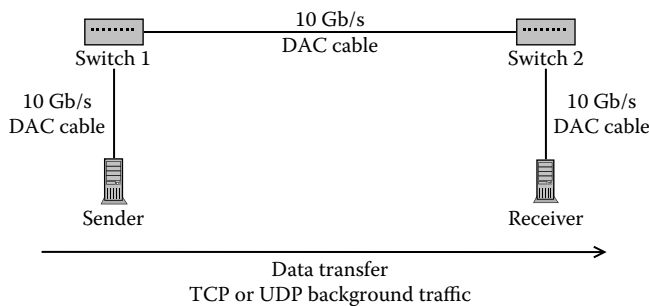 10 Gb/s
DAC cable
Switch 1
Switch 2
10 Gb/s
DAC cable
10 Gb/s
DAC cable
Sender
Receiver
Data transfer
TCP or UDP background traffic